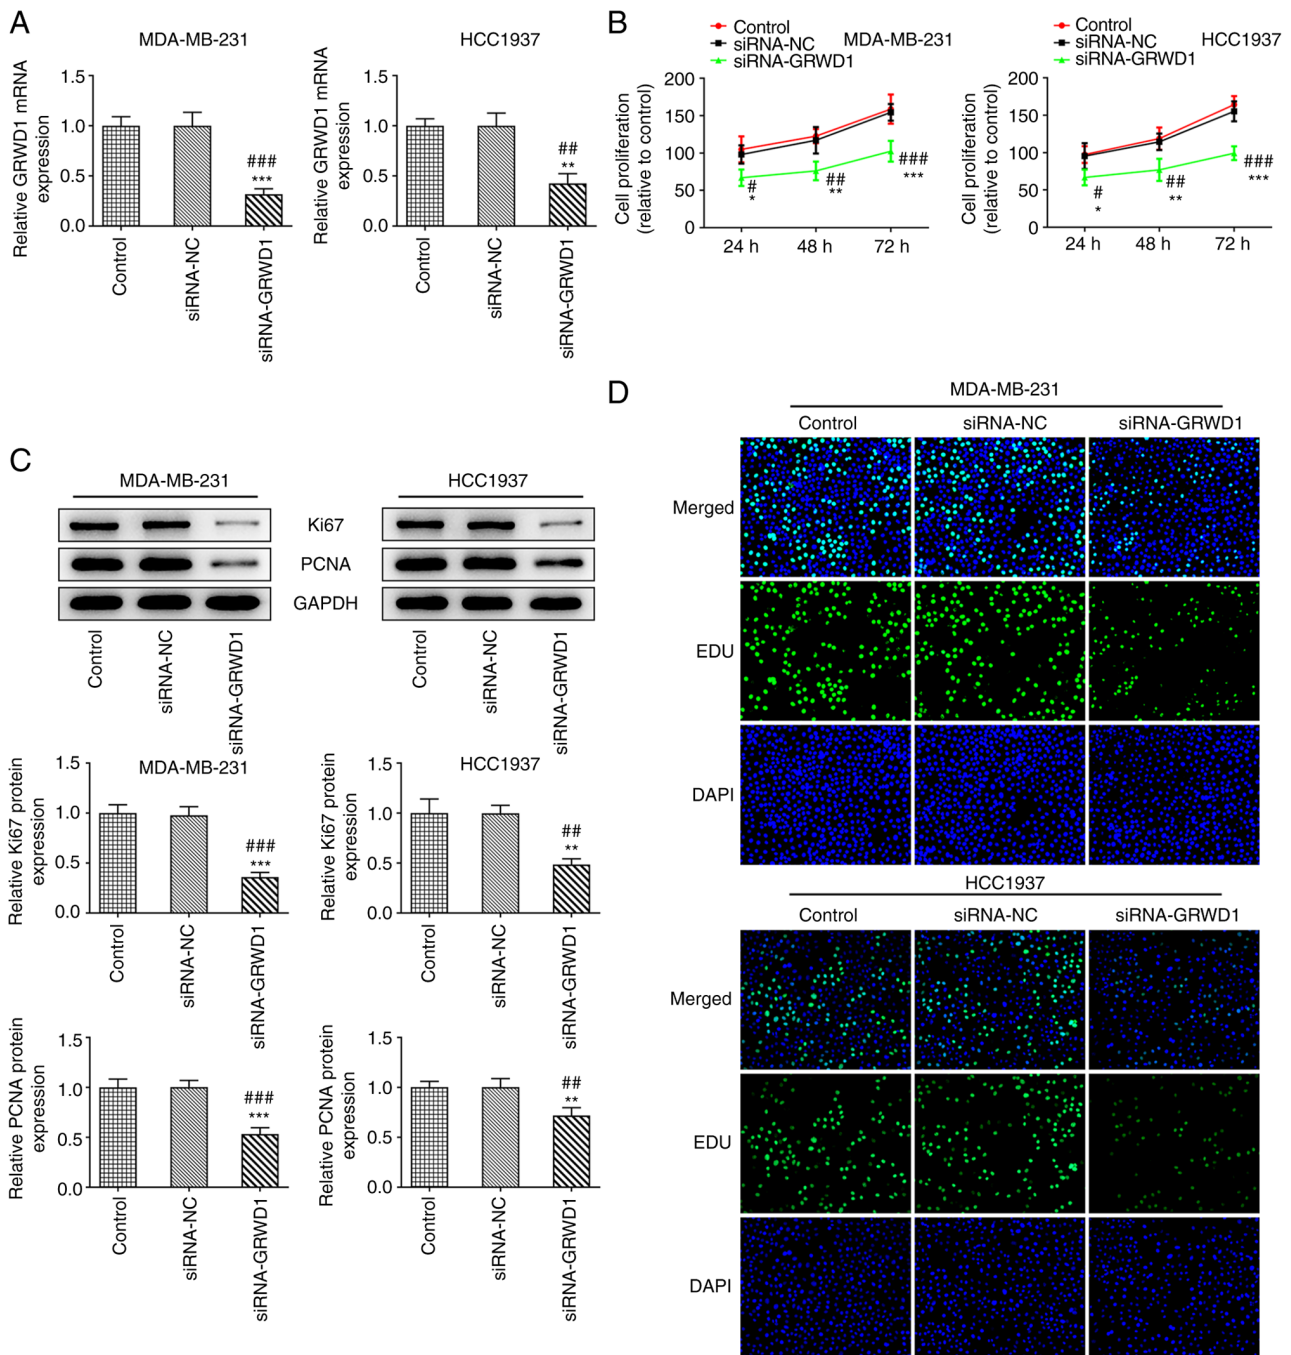 A
MDA-MB-231
Relative GRWD1 mRNA
expression
1.5
1.0
0.5
0.0
###
***
Control
siRNA-NC
siRNA-GRWD1
HCC1937
Relative GRWD1 mRNA
expression
1.5
1.0
0.5
0.0
##
**
Control
siRNA-NC
siRNA-GRWD1
B
Control
siRNA-NC
siRNA-GRWD1
MDA-MB-231
Cell proliferation
(relative to control)
200
150
100
50
0
#
*
##
**
###
***
24 h
48 h
72 h
Control
siRNA-NC
siRNA-GRWD1
HCC1937
Cell proliferation
(relative to control)
200
150
100
50
0
#
*
##
**
###
***
24 h
48 h
72 h
C
MDA-MB-231
HCC1937
Ki67
PCNA
GAPDH
Control
siRNA-NC
siRNA-GRWD1
Control
siRNA-NC
siRNA-GRWD1
MDA-MB-231
Relative Ki67 protein
expression
1.5
1.0
0.5
0.0
###
***
Control
siRNA-NC
siRNA-GRWD1
HCC1937
Relative Ki67 protein
expression
1.5
1.0
0.5
0.0
##
**
Control
siRNA-NC
siRNA-GRWD1
Relative PCNA protein
expression
1.5
1.0
0.5
0.0
###
***
Control
siRNA-NC
siRNA-GRWD1
Relative PCNA protein
expression
1.5
1.0
0.5
0.0
##
**
Control
siRNA-NC
siRNA-GRWD1
D
MDA-MB-231
Control
siRNA-NC
siRNA-GRWD1
Merged
EDU
DAPI
HCC1937
Control
siRNA-NC
siRNA-GRWD1
Merged
EDU
DAPI